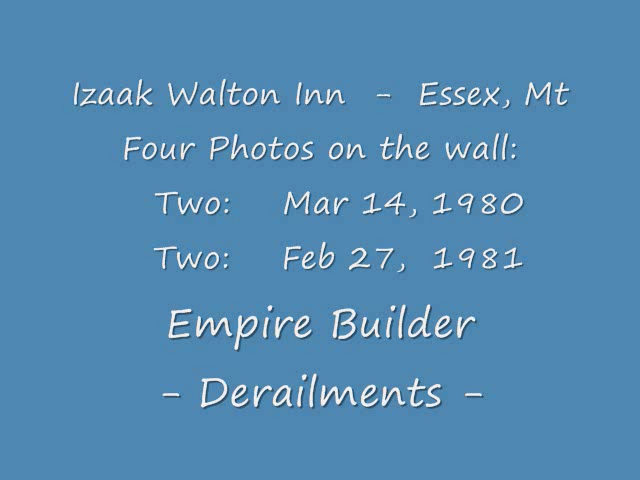 Izaak Walton Inn - Essex, Mt
Four Photos on the wall:
Two: Mar 14, 1980
Two: Feb 27, 1981
Empire Builder
- Derailments -